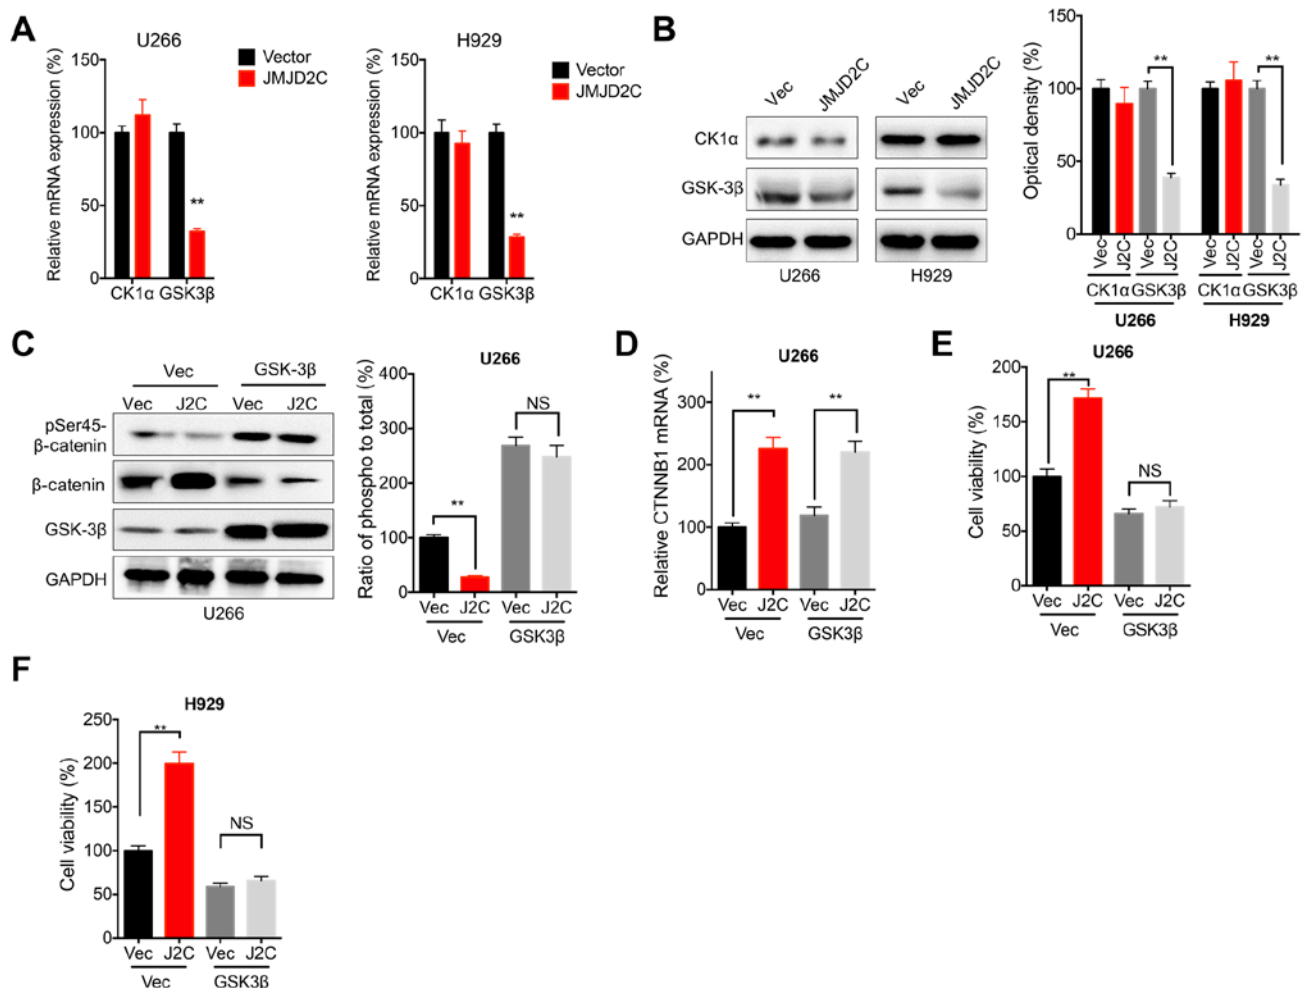 A
U266
Relative mRNA expression (%)
150
100
50
0
**
CK1α GSK3β
Vector
JMJD2C
H929
Relative mRNA expression (%)
150
100
50
0
**
CK1α GSK3β
Vector
JMJD2C
B
Vec JMJD2C Vec JMJD2C
CK1α
GSK-3β
GAPDH
U266 H929
Optical density (%)
150
100
50
0
** **
Vec J2C Vec J2C Vec J2C Vec J2C
CK1α GSK3β CK1α GSK3β
U266 H929
C
Vec GSK-3β
Vec J2C Vec J2C
pSer45-
β-catenin
β-catenin
GSK-3β
GAPDH
U266
U266
Ratio of phospho to total (%)
400
300
200
100
0
** NS
Vec J2C Vec J2C
Vec GSK3β
D
U266
Relative CTNNB1 mRNA (%)
300
200
100
0
** **
Vec J2C Vec J2C
Vec GSK3β
E
U266
Cell viability (%)
200
150
100
50
0
** NS
Vec J2C Vec J2C
Vec GSK3β
F
H929
Cell viability (%)
250
200
150
100
50
0
** NS
Vec J2C Vec J2C
Vec GSK3β